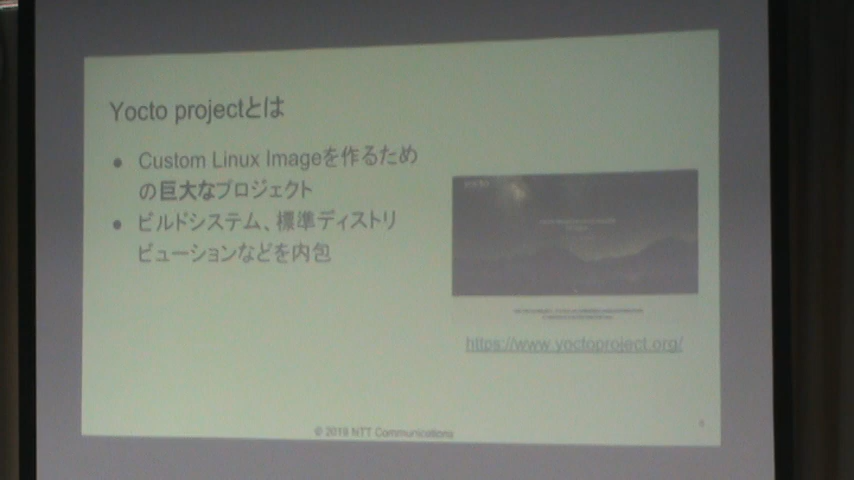 Yocto projectとは
● Custom Linux Imageを作るため
の巨大なプロジェクト
● ビルドシステム、標準ディストリ
ビューションなどを内包
https://www.yoctoproject.org/
© 2019 NTT Communications